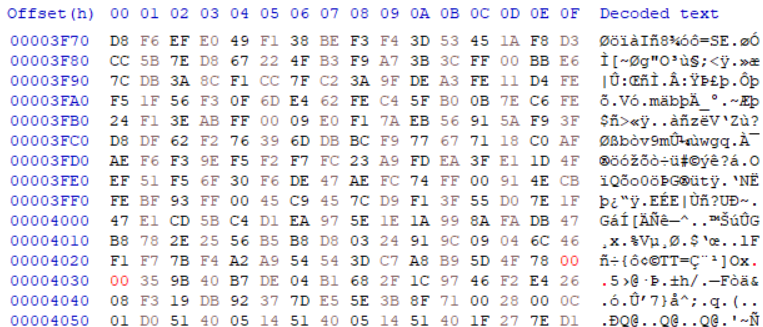 Offset(h) 00 01 02 03 04 05 06 07 08 09 0A 0B 0C 0D 0E 0F Decoded text
00003F70 D8 F6 EF E0 49 F1 38 BE F3 F4 3D 53 45 1A F8 D3 ØöïàIñ8¾óô=SE.øÓ
00003F80 CC 5B 7E D8 67 22 4F B3 F9 A7 3B 3C FF 00 BB E6 Ì[~Øg"O³ù§;<ÿ.»æ
00003F90 7C DB 3A 8C F1 CC 7F C2 3A 9F DE A3 FE 11 D4 FE |Û:ŒñÌ.Â:ŸÞ£þ.Ôþ
00003FA0 F5 1F 56 F3 0F 6D E4 62 FE C4 5F B0 0B 7E C6 FE õ.Vó.mäbþÄ_°.~Æþ
00003FB0 24 F1 3E AB FF 00 09 E0 F1 7A EB 56 91 5A F9 3F $ñ>«ÿ..àñzëV‘Zù?
00003FC0 D8 DF 62 F2 76 39 6D DB BC F9 77 67 71 18 C0 AF Øßbòv9mÛ¼ùwgq.À¯
00003FD0 AE F6 F3 9E F5 F2 F7 FC 23 A9 FD EA 3F E1 1D 4F ®öóžõò÷ü#©ýê?á.O
00003FE0 EF 51 F5 6F 30 F6 DE 47 AE FC 74 FF 00 91 4E CB ïQõo0öÞG®ütÿ.‘NË
00003FF0 FE BF 93 FF 00 45 C9 45 7C D9 F1 3F 55 D0 7E 1F þ¿“ÿ.EÉE|Ùñ?UÐ~.
00004000 47 E1 CD 5B C4 D1 EA 97 5E 1E 1A 99 8A FA DB 47 GáÍ[ÄÑê—^..™ŠúÛG
00004010 B8 78 2E 25 56 B5 B8 D8 03 24 91 9C 09 04 6C 46 ¸x.%Vµ¸Ø.$‘œ..lF
00004020 F1 F7 7B F4 A2 A9 54 54 3D C7 A8 B9 5D 4F 78 00 ñ÷{ô¢©TT=Ç¨¹]Ox.
00004030 00 35 9B 40 B7 DE 04 B1 68 2F 1C 97 46 F2 E4 26 .5›@·Þ.±h/.—Fòä&
00004040 08 F3 19 DB 92 37 7D E5 5E 3B 8F 71 00 28 00 0C .ó.Û’7}å^;.q.(..
00004050 01 D0 51 40 05 14 51 40 05 14 51 40 1F 27 7E D1 .ÐQ@..Q@..Q@.'~Ñ